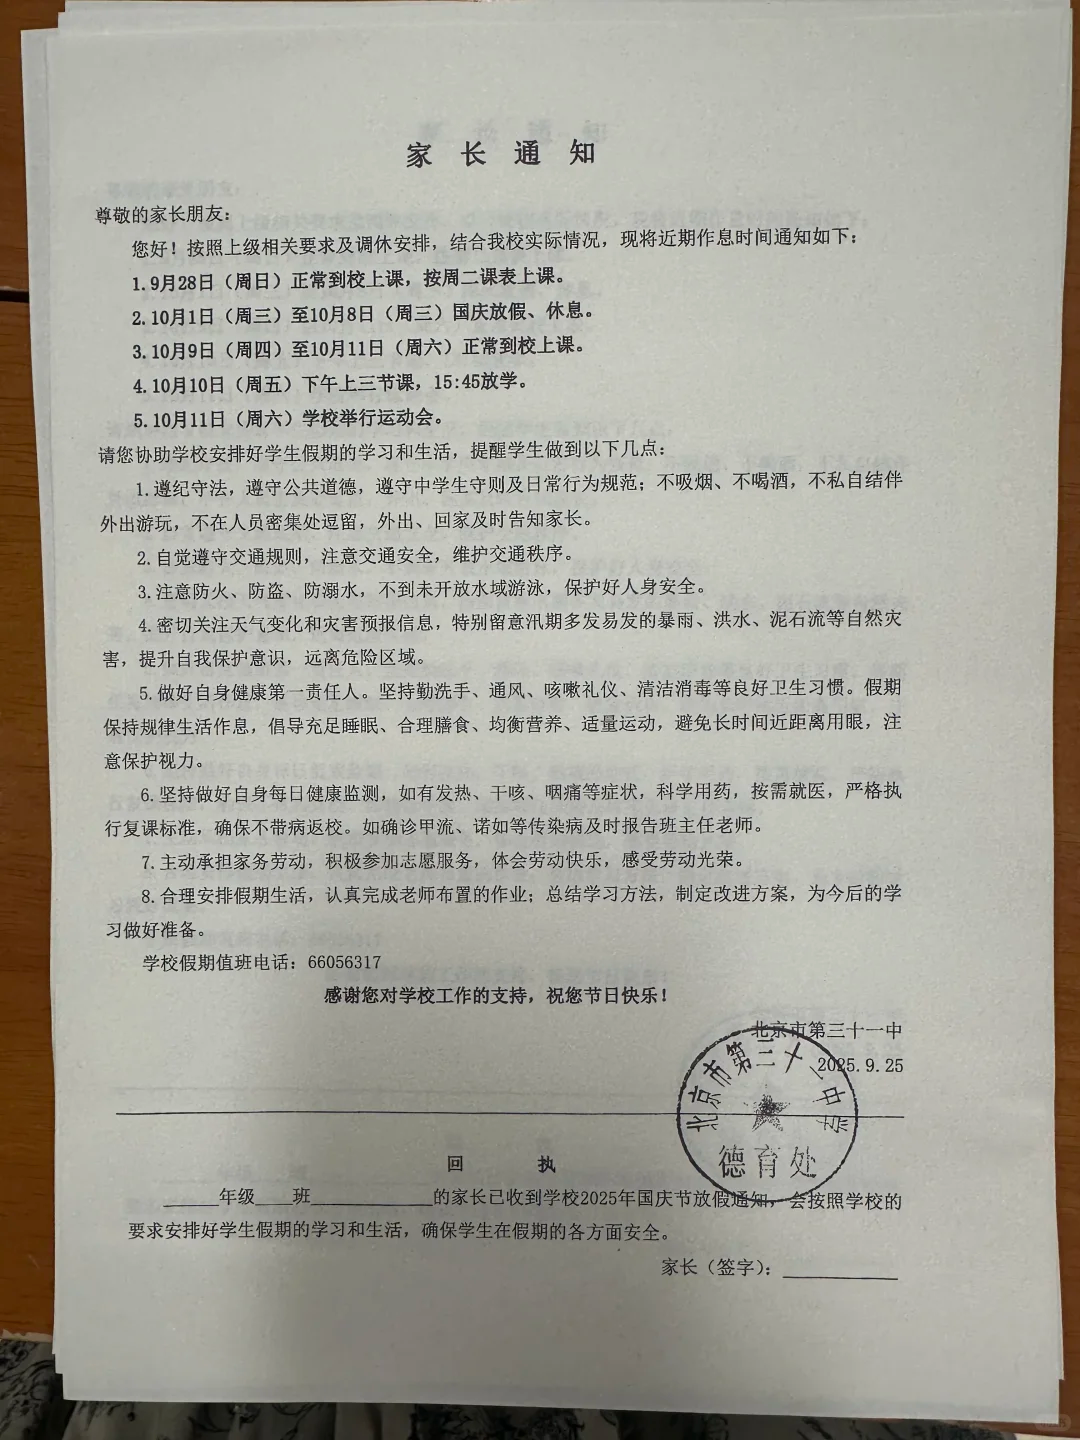 家 长 通 知
尊敬的家长朋友：
您好！按照上级相关要求及调休安排，结合我校实际情况，现将近期作息时间通知如下：
1.9月28日（周日）正常到校上课，按周二课表上课。
2.10月1日（周三）至10月8日（周三）国庆放假、休息。
3.10月9日（周四）至10月11日（周六）正常到校上课。
4.10月10日（周五）下午上三节课，15:45放学。
5.10月11日（周六）学校举行运动会。
请您协助学校安排好学生假期的学习和生活，提醒学生做到以下几点：
1.遵纪守法，遵守公共道德，遵守中学生守则及日常行为规范；不吸烟、不喝酒，不私自结伴
外出游玩，不在人员密集处逗留，外出、回家及时告知家长。
2.自觉遵守交通规则，注意交通安全，维护交通秩序。
3.注意防火、防盗、防溺水，不到未开放水域游泳，保护好人身安全。
4.密切关注天气变化和灾害预报信息，特别留意汛期多发易发的暴雨、洪水、泥石流等自然灾
害，提升自我保护意识，远离危险区域。
5.做好自身健康第一责任人。坚持勤洗手、通风、咳嗽礼仪、清洁消毒等良好卫生习惯。假期
保持规律生活作息，倡导充足睡眠、合理膳食、均衡营养、适量运动，避免长时间近距离用眼，注
意保护视力。
6.坚持做好自身每日健康监测，如有发热、干咳、咽痛等症状，科学用药，按需就医，严格执
行复课标准，确保不带病返校。如确诊甲流、诺如等传染病及时报告班主任老师。
7.主动承担家务劳动，积极参加志愿服务，体会劳动快乐，感受劳动光荣。
8.合理安排假期生活，认真完成老师布置的作业；总结学习方法，制定改进方案，为今后的学
习做好准备。
学校假期值班电话：66056317
感谢您对学校工作的支持，祝您节日快乐！
北京市第三十一中
2025.9.25
北京市第三十一中学
德育处
回 执
______年级____班_____________的家长已收到学校2025年国庆节放假通知，会按照学校的
要求安排好学生假期的学习和生活，确保学生在假期的各方面安全。
家长（签字）：____________